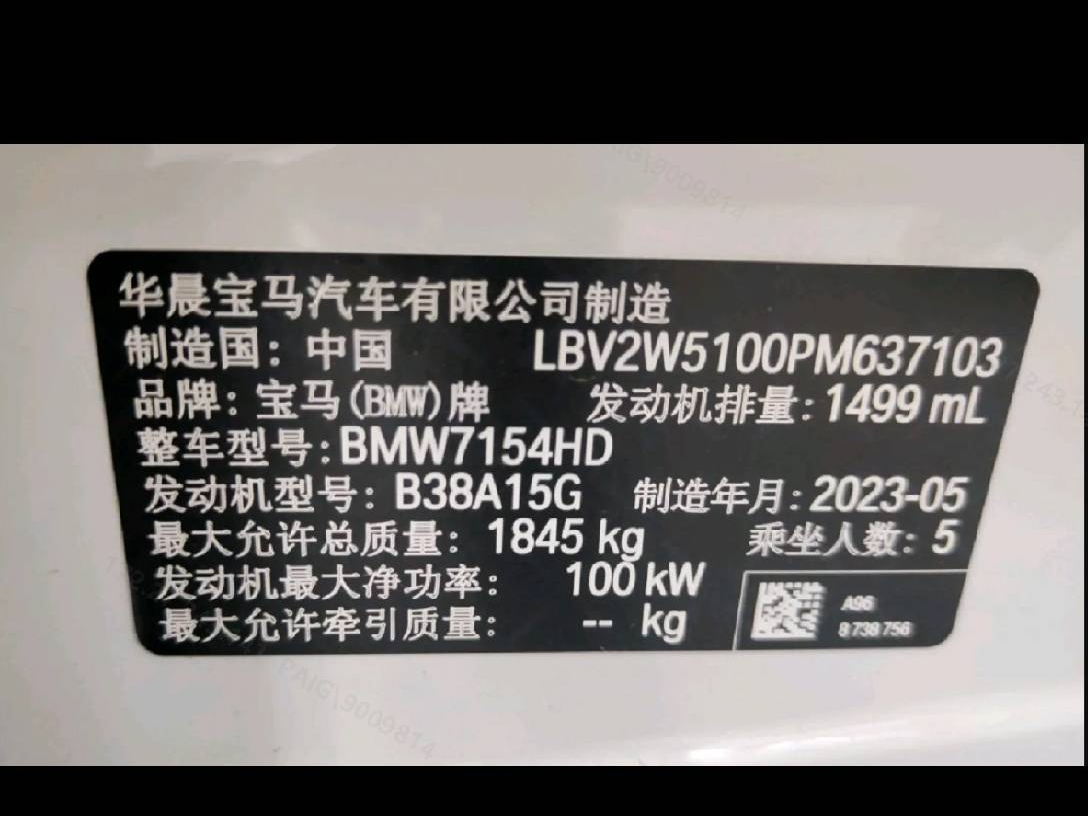 华晨宝马汽车有限公司制造
制造国：中国 LBV2W5100PM637103
品牌：宝马(BMW)牌 发动机排量：1499 mL
整车型号：BMW7154HD
发动机型号：B38A15G 制造年月：2023-05
最大允许总质量：1845 kg 乘坐人数：5
发动机最大净功率：100 kW
最大允许牵引质量：-- kg
A96
8 738 756
PAIG\9009814